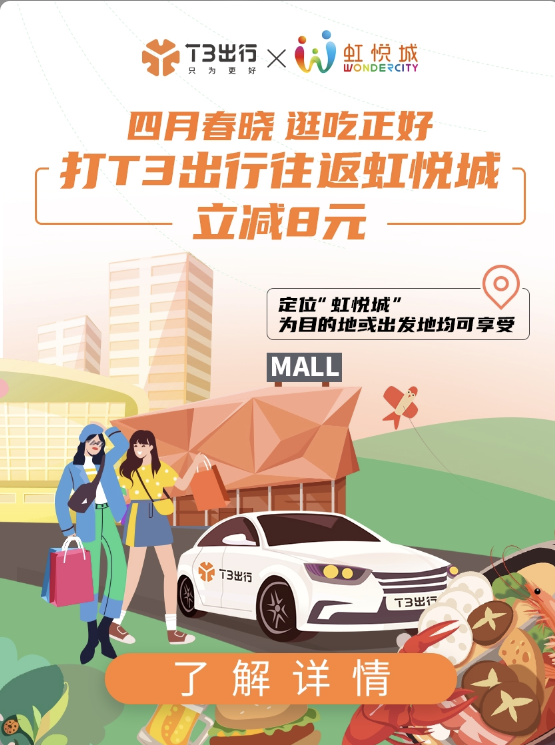 T3出行 × 虹悦城
只为更好 WONDERCITY
四月春晓 逛吃正好
打T3出行往返虹悦城
立减8元
定位“虹悦城”
为目的地或出发地均可享受
MALL
T3出行
T3出行
了解详情